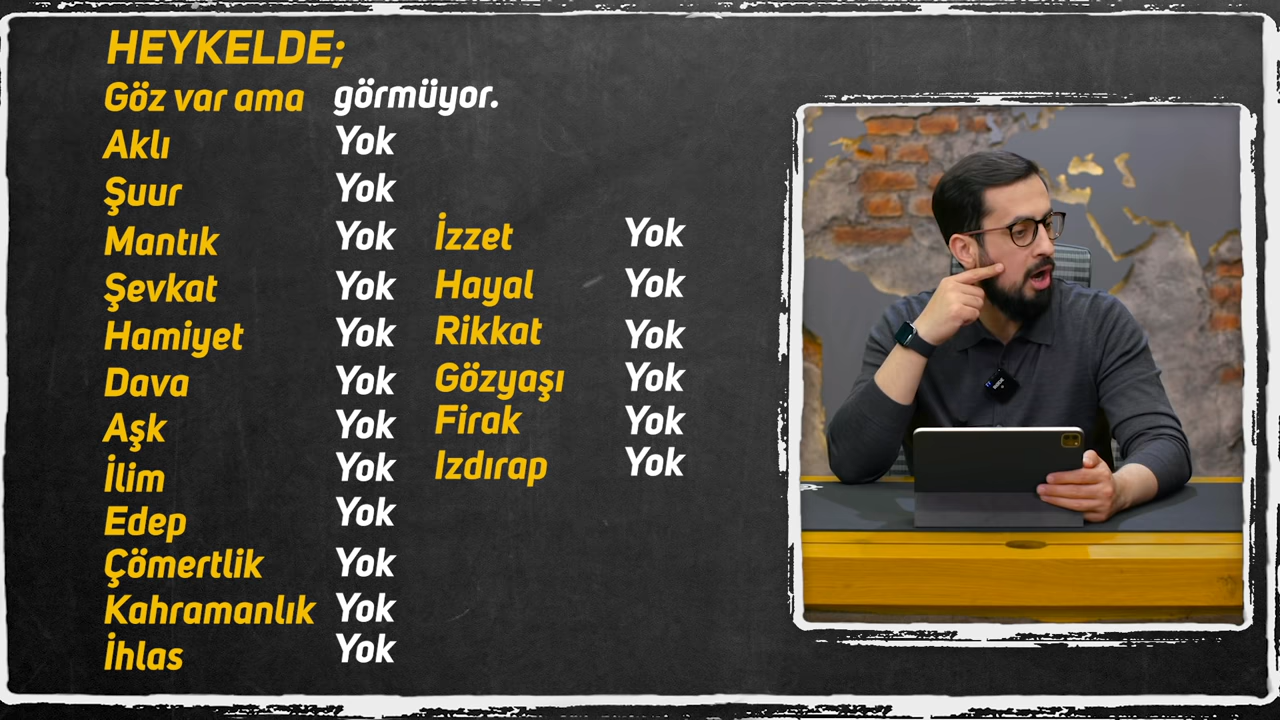 HEYKELDE;
Göz var ama görmüyor.
Aklı Yok
Şuur Yok
Mantık Yok
Şevkat Yok
Hamiyet Yok
Dava Yok
Aşk Yok
İlim Yok
Edep Yok
Çömertlik Yok
Kahramanlık Yok
İhlas Yok
İzzet Yok
Hayal Yok
Rikkat Yok
Gözyaşı Yok
Firak Yok
Izdırap Yok